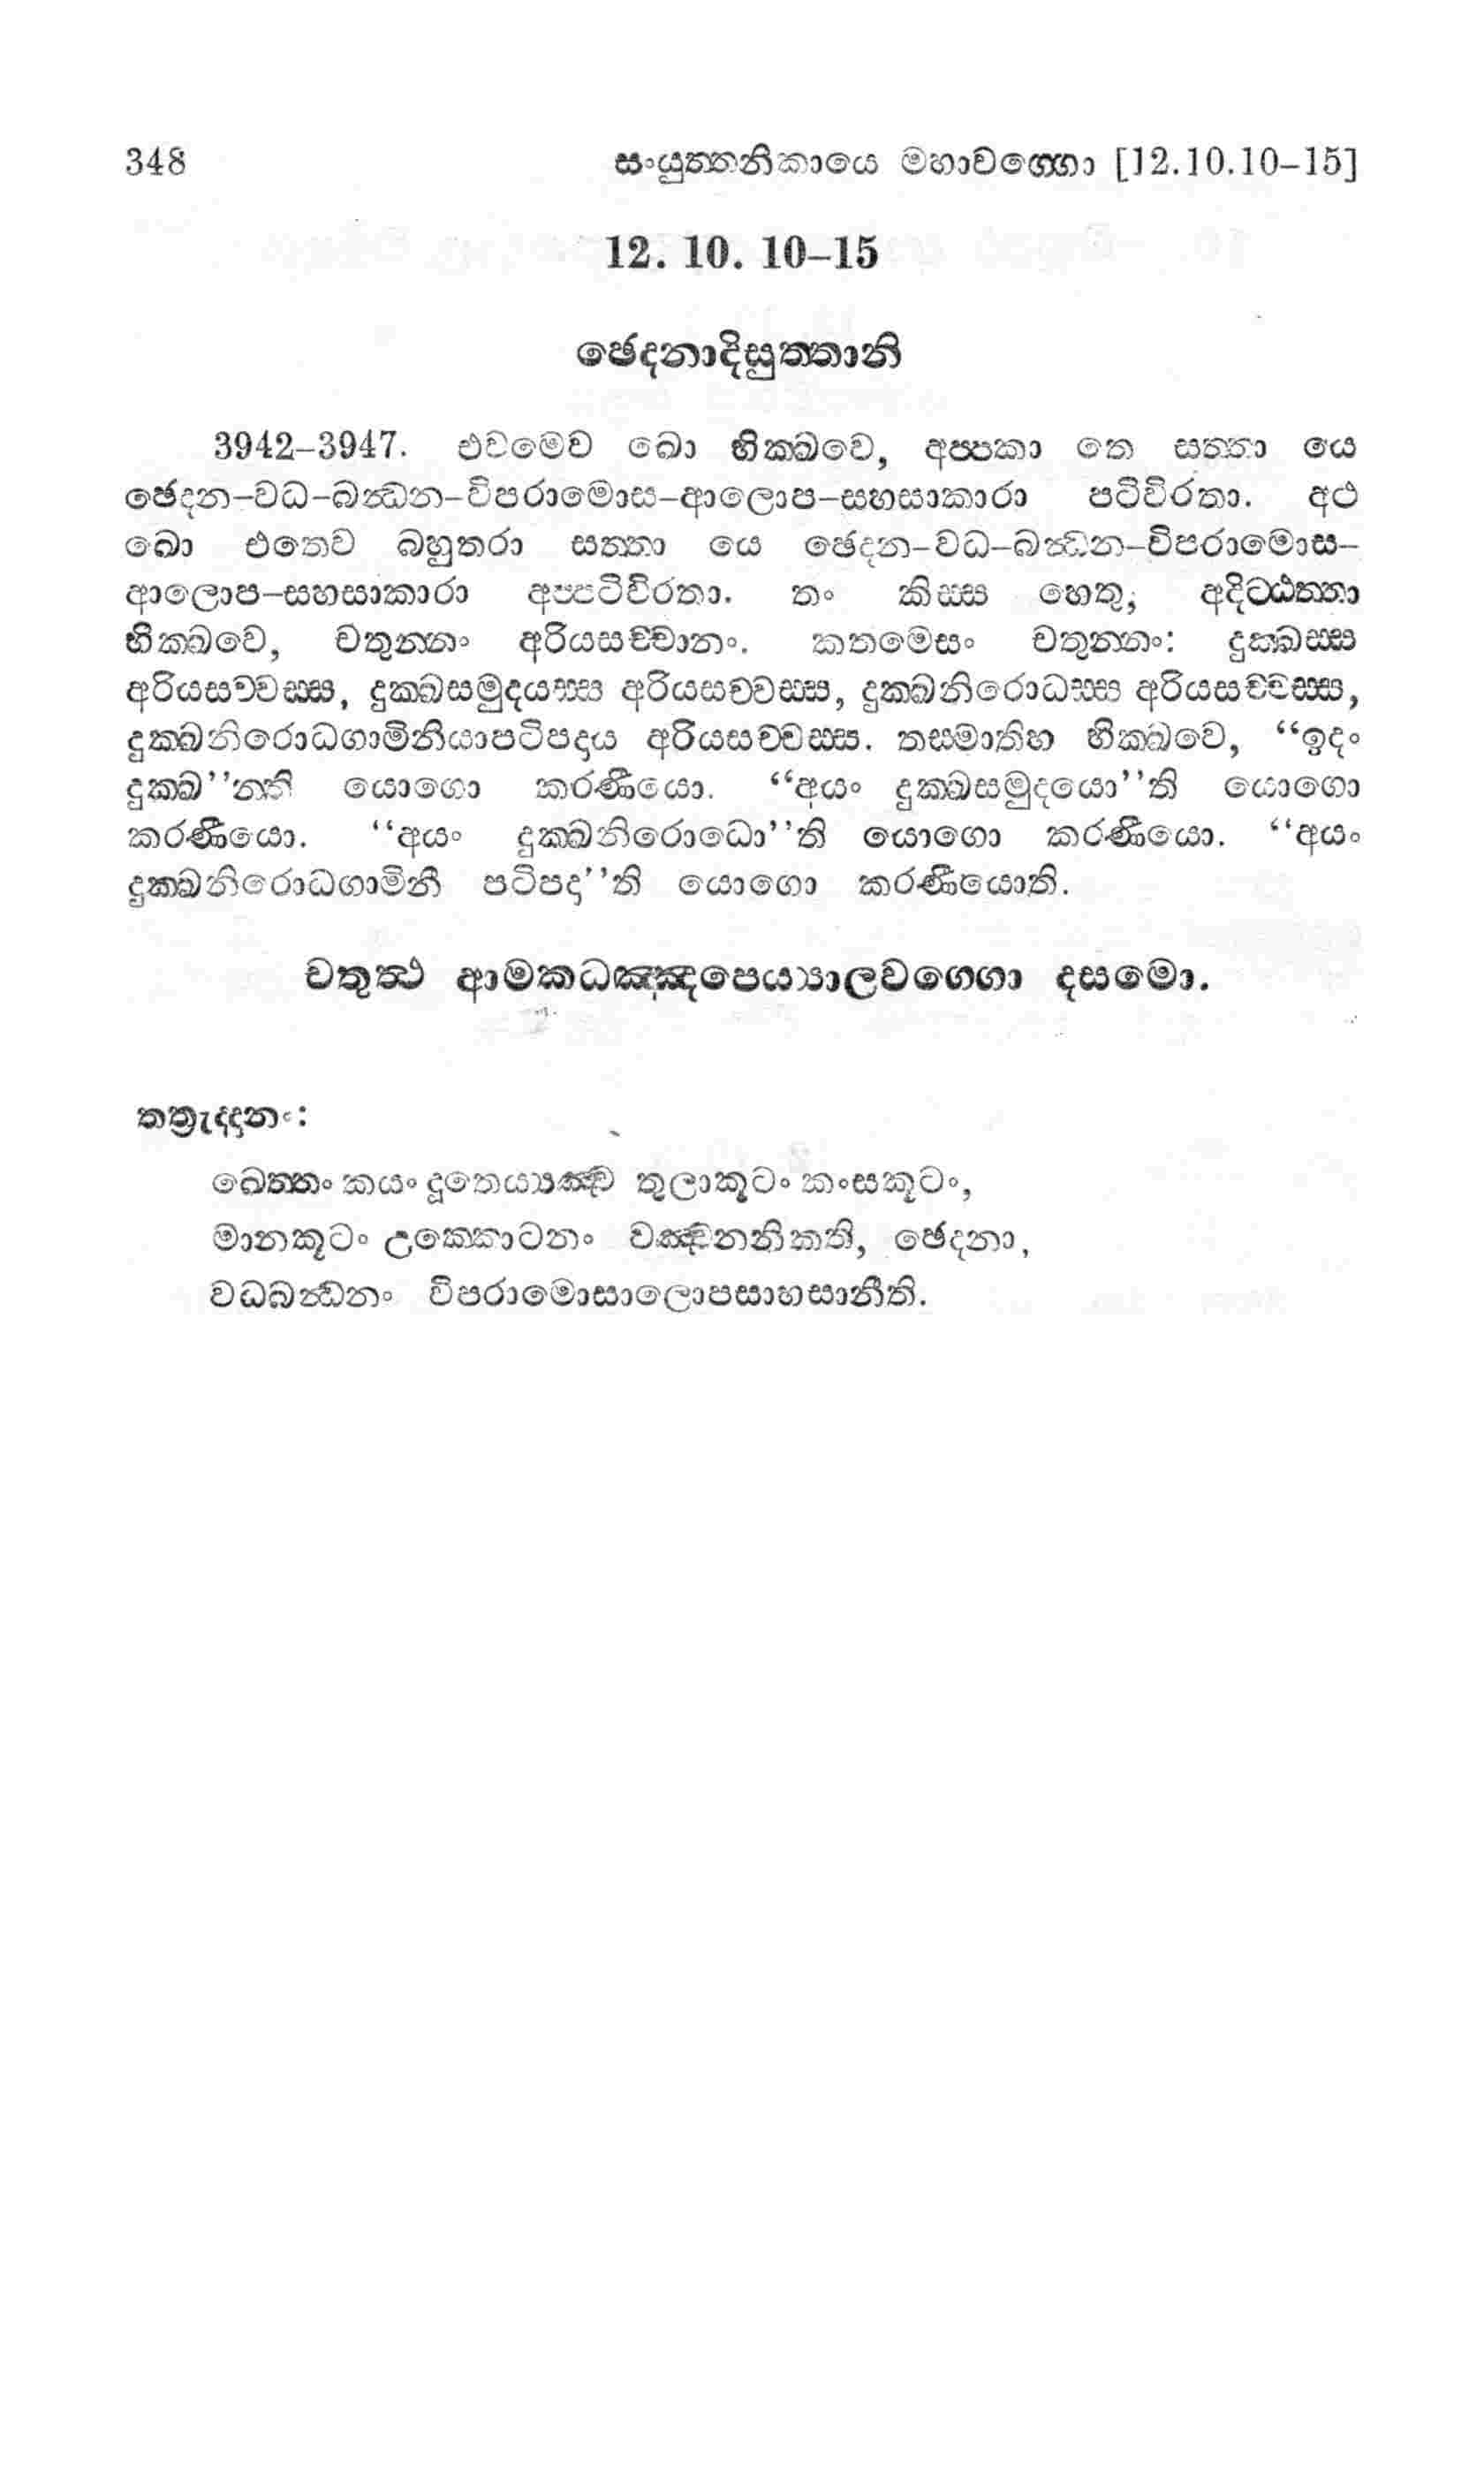 348 සංයුත්තනිකායෙ මහාවග්ගො [12.10.10–15]
12. 10. 10–15
ඡෙදනාදිසුත්තානි
3942–3947. එවමෙව ඛො භික්ඛවෙ, අප්පකා තෙ සත්තා යෙ
ඡෙදන–වධ–බන්ධන–විපරාමොස–ආලොප–සහසාකාරා පටිවිරතා. අථ
ඛො එතෙව බහුතරා සත්තා යෙ ඡෙදන–වධ–බන්ධන–විපරාමොස–
ආලොප–සහසාකාරා අප්පටිවිරතා. තං කිස්ස හෙතු, අදිට්ඨත්තා
භික්ඛවෙ, චතුන්නං අරියසච්චානං. කතමෙසං චතුන්නං: දුක්ඛස්ස
අරියසච්චස්ස, දුක්ඛසමුදයස්ස අරියසච්චස්ස, දුක්ඛනිරොධස්ස අරියසච්චස්ස,
දුක්ඛනිරොධගාමිනියාපටිපදාය අරියසච්චස්ස. තස්මාතිහ භික්ඛවෙ, “ඉදං
දුක්ඛ”න්ති යොගො කරණීයො. “අයං දුක්ඛසමුදයො”ති යොගො
කරණීයො. “අයං දුක්ඛනිරොධො”ති යොගො කරණීයො. “අයං
දුක්ඛනිරොධගාමිනී පටිපදා”ති යොගො කරණීයොති.
චතුත්ථ ආමකධඤ්ඤපෙය්‍යාලවග්ගො දසමො.
තත්‍රුද්දානං:
ඛෙත්තං කයං දූතෙය්‍යඤ්ච තුලාකූටං කංසකූටං,
මානකූටං උක්කොටනං වඤ්චනනිකති, ඡෙදනා,
වධබන්ධනං විපරාමොසාලොපසාහසානීති.